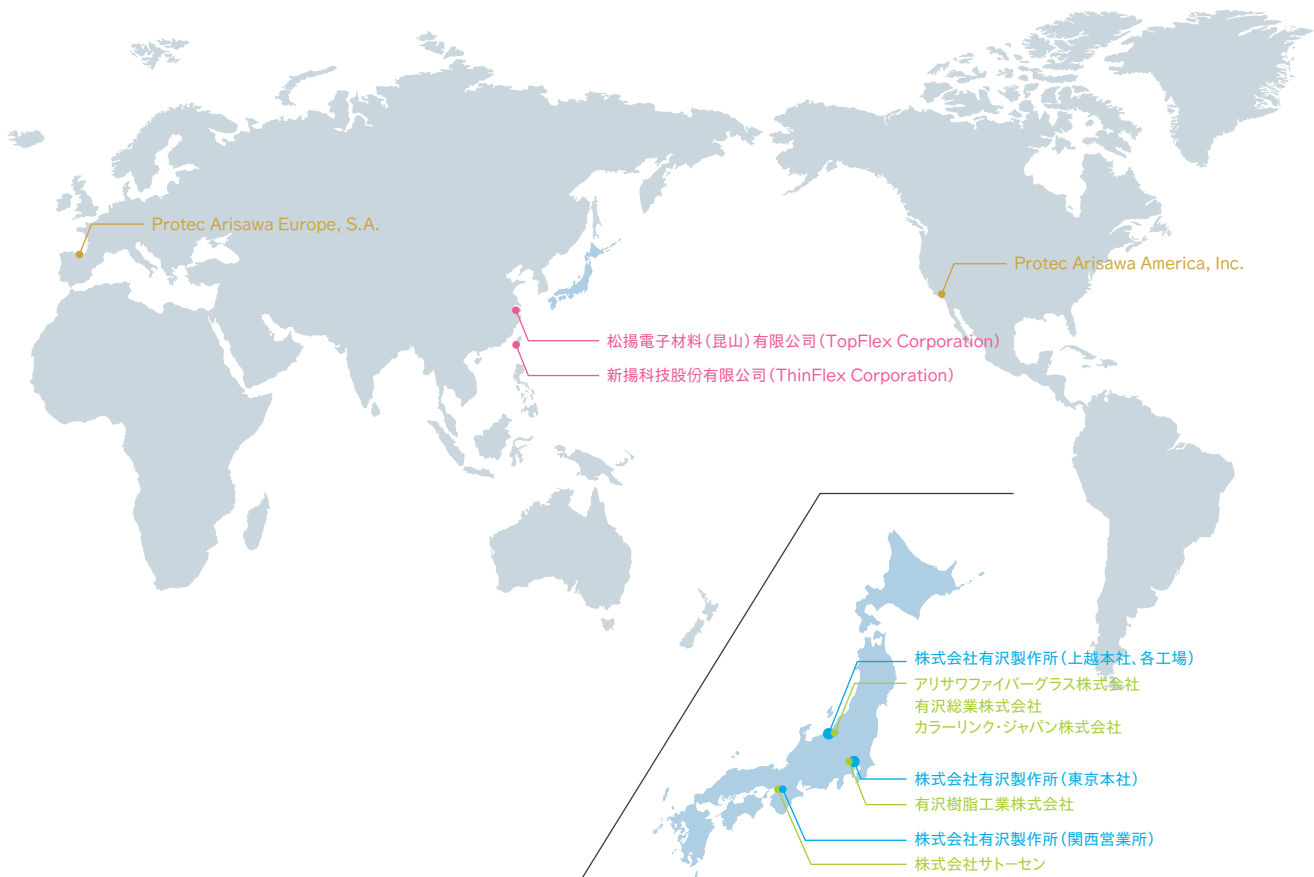 Protec Arisawa Europe, S.A.
Protec Arisawa America, Inc.
松揚電子材料(昆山)有限公司(TopFlex Corporation)
新揚科技股份有限公司(ThinFlex Corporation)
株式会社有沢製作所(上越本社、各工場)
アリサワファイバーグラス株式会社
有沢総業株式会社
カラーリンク・ジャパン株式会社
株式会社有沢製作所(東京本社)
有沢樹脂工業株式会社
株式会社有沢製作所(関西営業所)
株式会社サトーセン